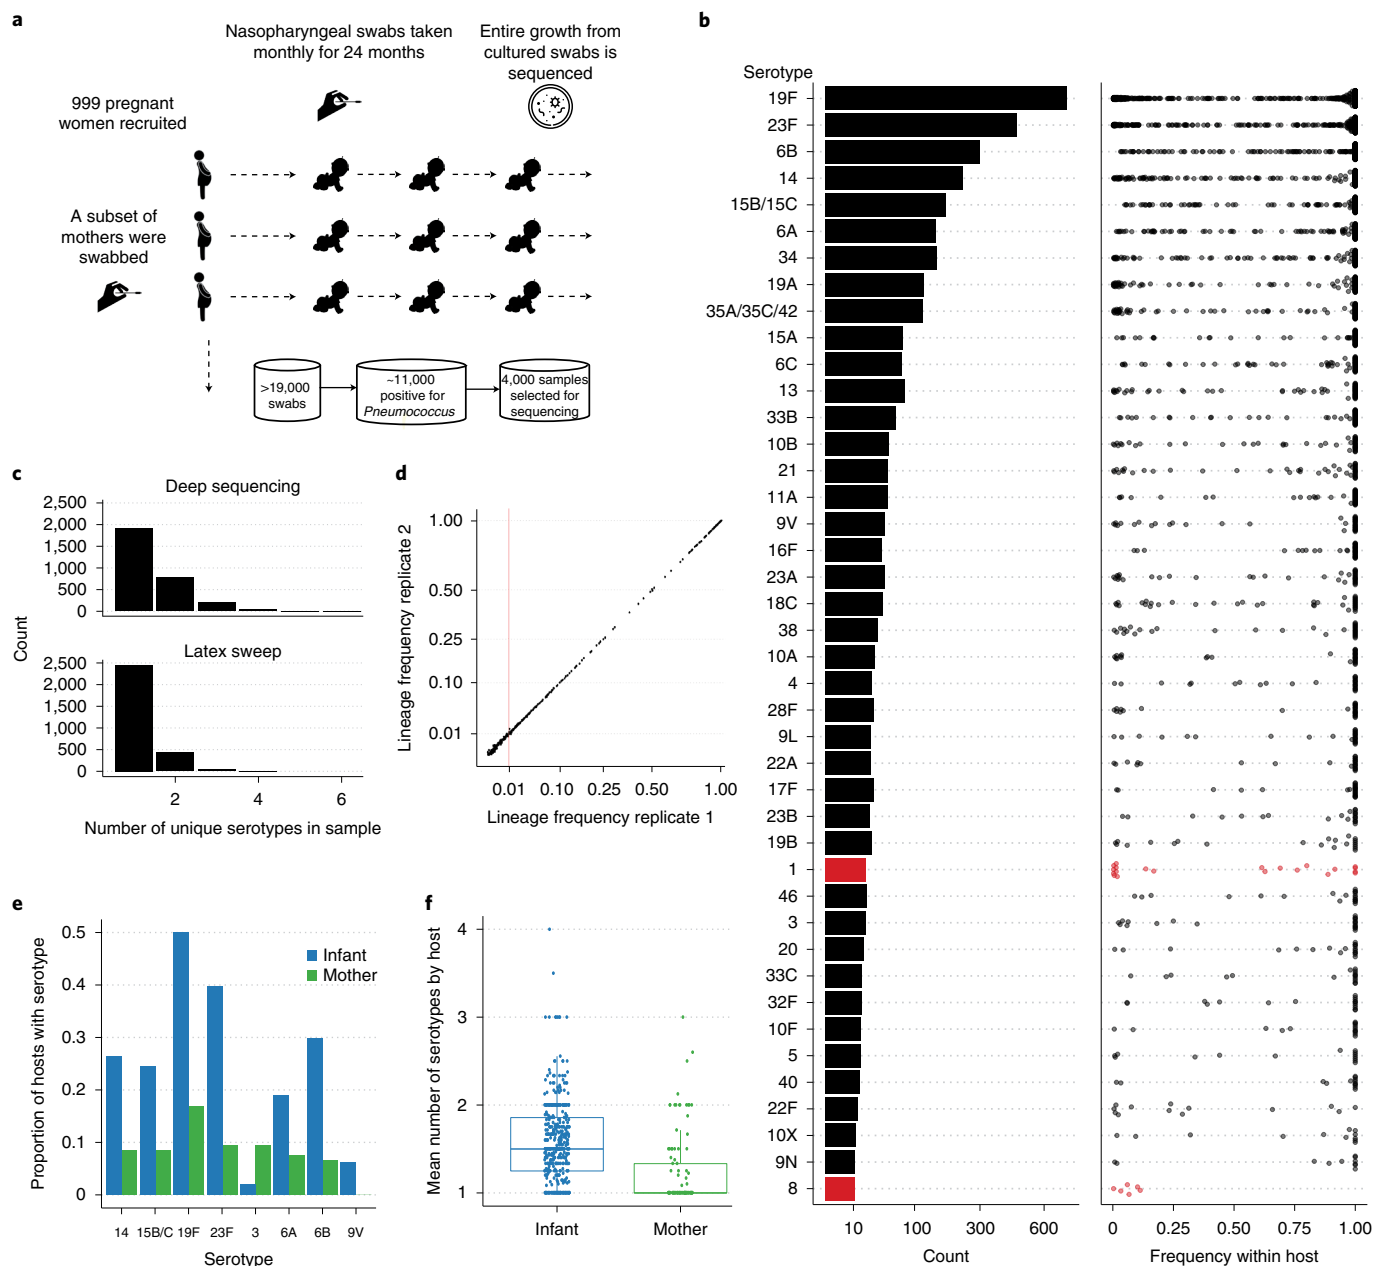 a
Nasopharyngeal swabs taken
monthly for 24 months
Entire growth from
cultured swabs is
sequenced
999 pregnant
women recruited
A subset of
mothers were
swabbed
>19,000
swabs
~11,000
positive for
Pneumococcus
4,000 samples
selected for
sequencing
b
Serotype
19F
23F
6B
14
15B/15C
6A
34
19A
35A/35C/42
15A
6C
13
33B
10B
21
11A
9V
16F
23A
18C
38
10A
4
28F
9L
22A
17F
23B
19B
1
46
3
20
33C
32F
10F
5
40
22F
10X
9N
8
10 100 300 600
Count
0 0.25 0.50 0.75 1.00
Frequency within host
c
Deep sequencing
2,500
2,000
1,500
1,000
500
0
Latex sweep
2,500
2,000
1,500
1,000
500
0
Count
2 4 6
Number of unique serotypes in sample
d
Lineage frequency replicate 2
1.00
0.50
0.25
0.10
0.01
0.01 0.10 0.25 0.50 1.00
Lineage frequency replicate 1
e
Proportion of hosts with serotype
0.5
0.4
0.3
0.2
0.1
0
Infant
Mother
14 15B/C 19F 23F 3 6A 6B 9V
Serotype
f
Mean number of serotypes by host
4
3
2
1
Infant Mother